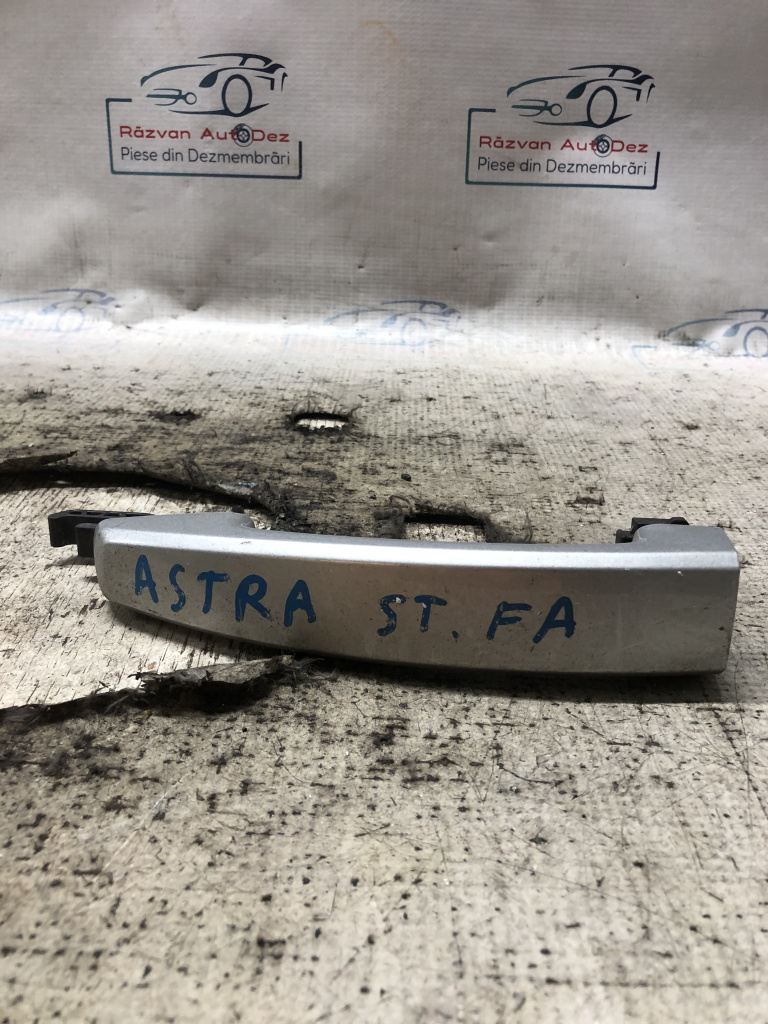 Răzvan AutoDez
Piese din Dezmembrări
Răzvan AutoDez
Piese din Dezmembrări
ASTRA ST. FA